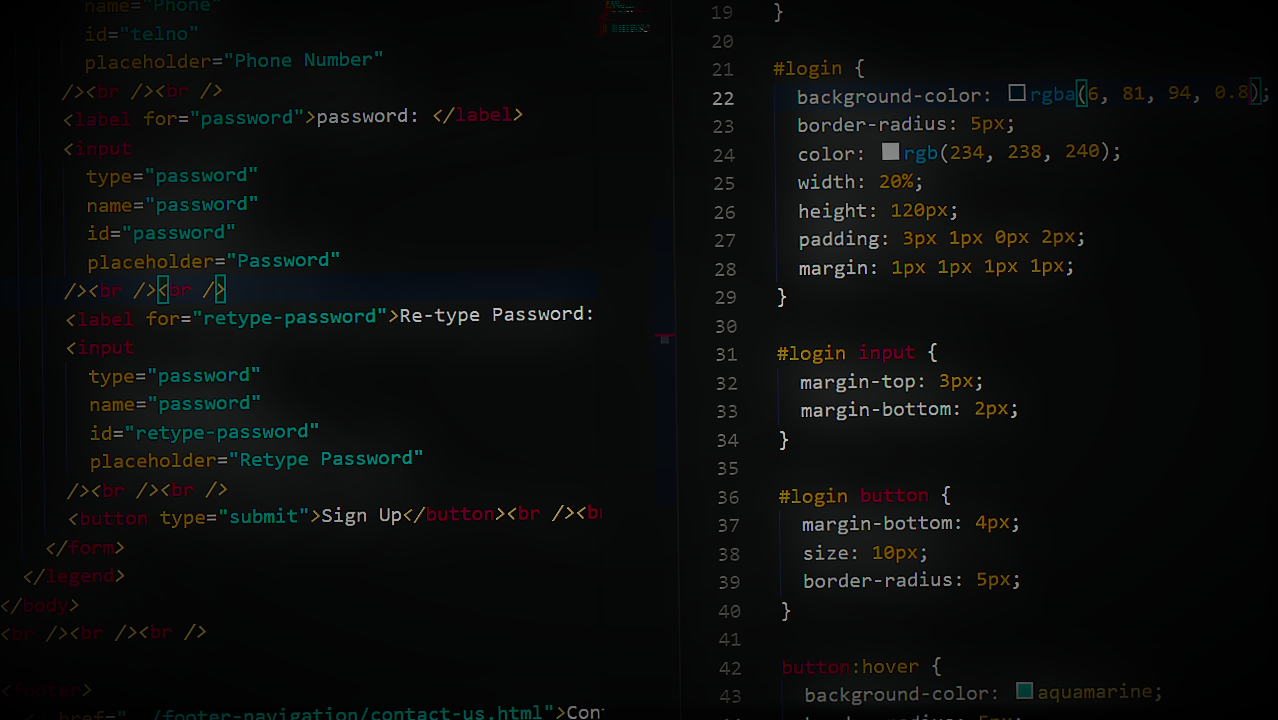 name="Phone"
id="telno"
placeholder="Phone Number"
/><br /><br />
<label for="password">password: </label>
<input
type="password"
name="password"
id="password"
placeholder="Password"
/><br /><br />
<label for="retype-password">Re-type Password:
<input
type="password"
name="password"
id="retype-password"
placeholder="Retype Password"
/><br /><br />
<button type="submit">Sign Up</button><br /><br
</form>
</legend>
</body>
<br /><br /><br />
<footer>
href="../footer-navigation/contact-us.html">Con
19 }
20
21 #login {
22 background-color: rgba(6, 81, 94, 0.8);
23 border-radius: 5px;
24 color: rgb(234, 238, 240);
25 width: 20%;
26 height: 120px;
27 padding: 3px 1px 0px 2px;
28 margin: 1px 1px 1px 1px;
29 }
30
31 #login input {
32 margin-top: 3px;
33 margin-bottom: 2px;
34 }
35
36 #login button {
37 margin-bottom: 4px;
38 size: 10px;
39 border-radius: 5px;
40 }
41
42 button:hover {
43 background-color: aquamarine;